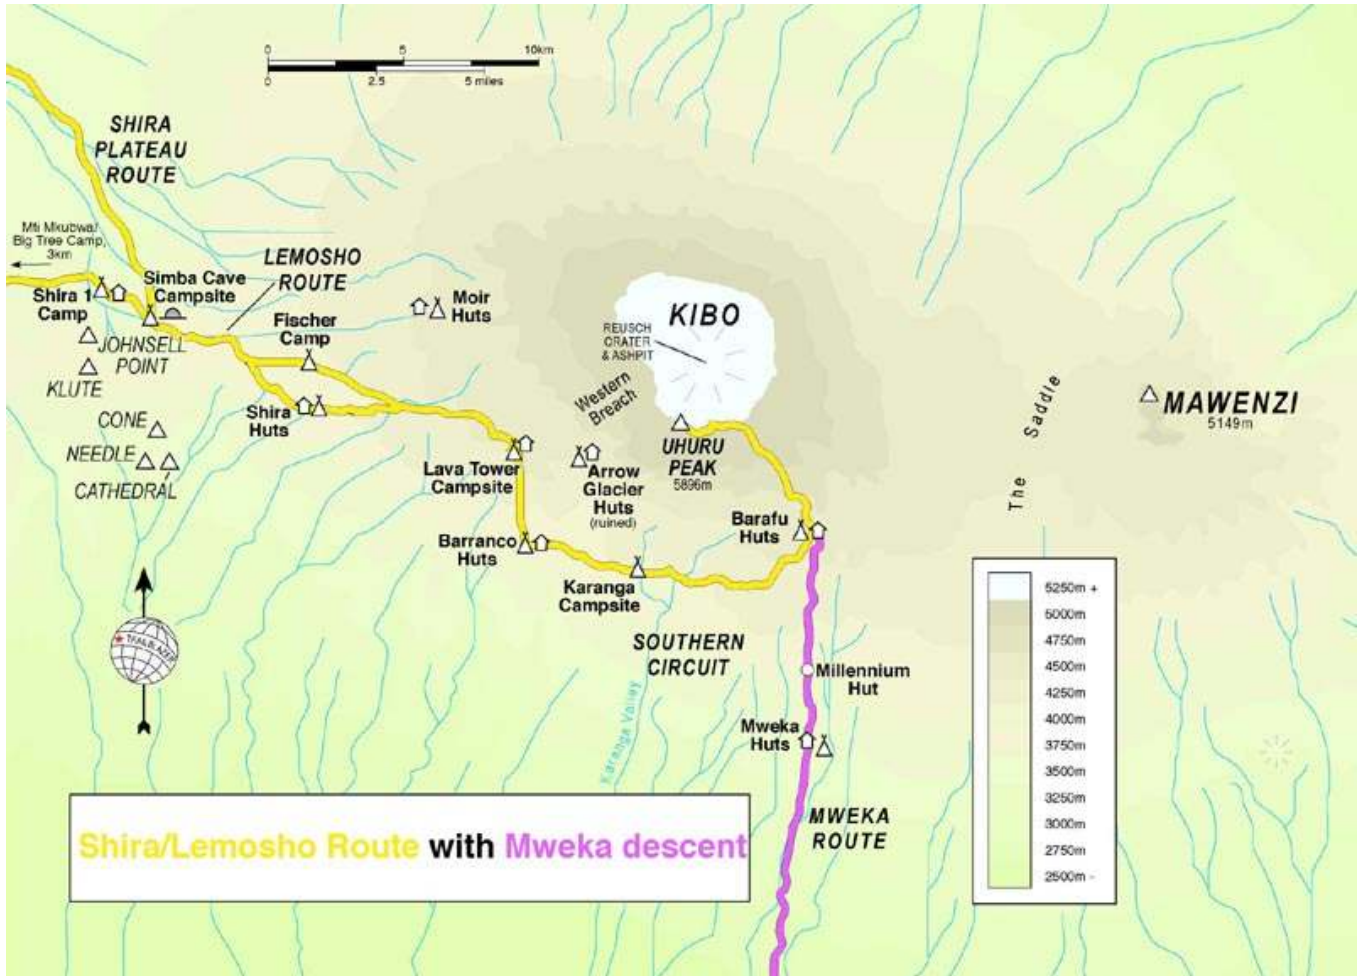 0 5 10km
0 2.5 5 miles
SHIRA
PLATEAU
ROUTE
Mti Mkubwa/
Big Tree Camp,
3km
LEMOSHO
ROUTE
Simba Cave
Campsite
Shira 1
Camp
Moir
Huts
Fischer
Camp
JOHNSELL
POINT
KLUTE
KIBO
REUSCH
CRATER
& ASHPIT
Western
Breach
Shira
Huts
CONE
NEEDLE
CATHEDRAL
The Saddle
MAWENZI
5149m
UHURU
PEAK
5896m
Lava Tower
Campsite
Arrow
Glacier
Huts
(ruined)
Barranco
Huts
Barafu
Huts
Karanga
Campsite
SOUTHERN
CIRCUIT
TRAILBLAZER
Karanga Valley
Millennium
Hut
Mweka
Huts
MWEKA
ROUTE
5250m +
5000m
4750m
4500m
4250m
4000m
3750m
3500m
3250m
3000m
2750m
2500m -
Shira/Lemosho Route with Mweka descent